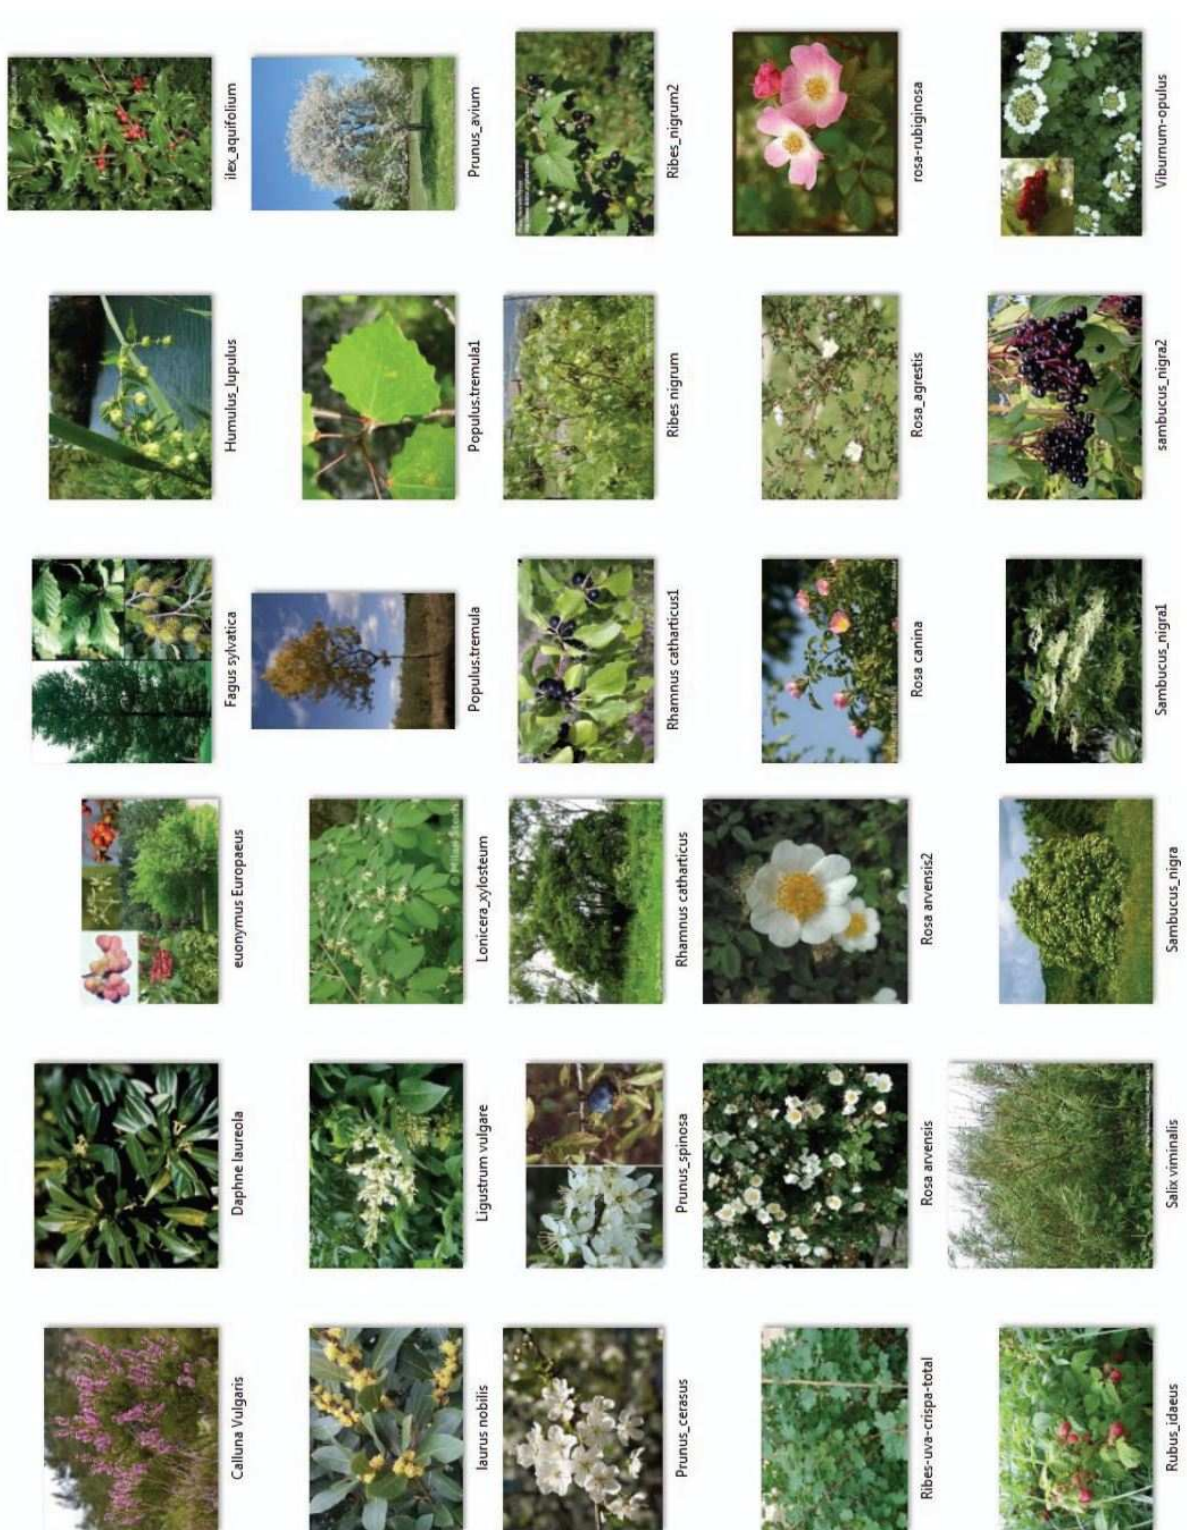 Calluna Vulgaris
Daphne laureola
euonymus Europaeus
Fagus sylvatica
Humulus_lupulus
ilex_aquifolium
laurus nobilis
Ligustrum vulgare
Lonicera_xylosteum
Populus.tremula
Populus.tremula1
Prunus_avium
Prunus_cerasus
Prunus_spinosa
Rhamnus catharticus
Rhamnus catharticus1
Ribes nigrum
Ribes_nigrum2
Ribes-uva-crispa-total
Rosa arvensis
Rosa arvensis2
Rosa canina
Rosa_agrestis
rosa-rubiginosa
Rubus_idaeus
Salix viminalis
Sambucus_nigra
Sambucus_nigra1
sambucus_nigra2
Viburnum-opulus